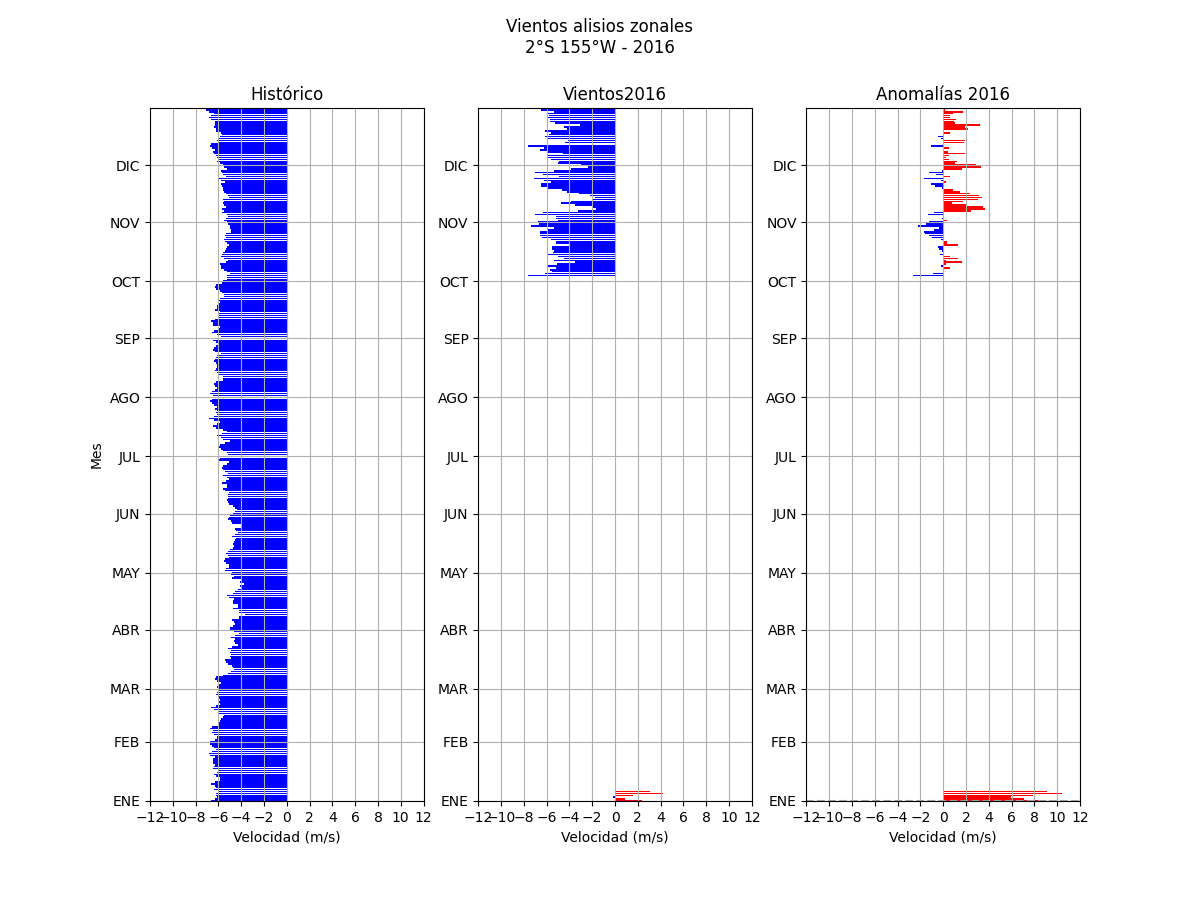 Vientos alisios zonales
2°S 155°W - 2016
Histórico
Vientos2016
Anomalías 2016
Mes
DIC
NOV
OCT
SEP
AGO
JUL
JUN
MAY
ABR
MAR
FEB
ENE
−12 −10 −8 −6 −4 −2 0 2 4 6 8 10 12
Velocidad (m/s)
DIC
NOV
OCT
SEP
AGO
JUL
JUN
MAY
ABR
MAR
FEB
ENE
−12 −10 −8 −6 −4 −2 0 2 4 6 8 10 12
Velocidad (m/s)
DIC
NOV
OCT
SEP
AGO
JUL
JUN
MAY
ABR
MAR
FEB
ENE
−12 −10 −8 −6 −4 −2 0 2 4 6 8 10 12
Velocidad (m/s)